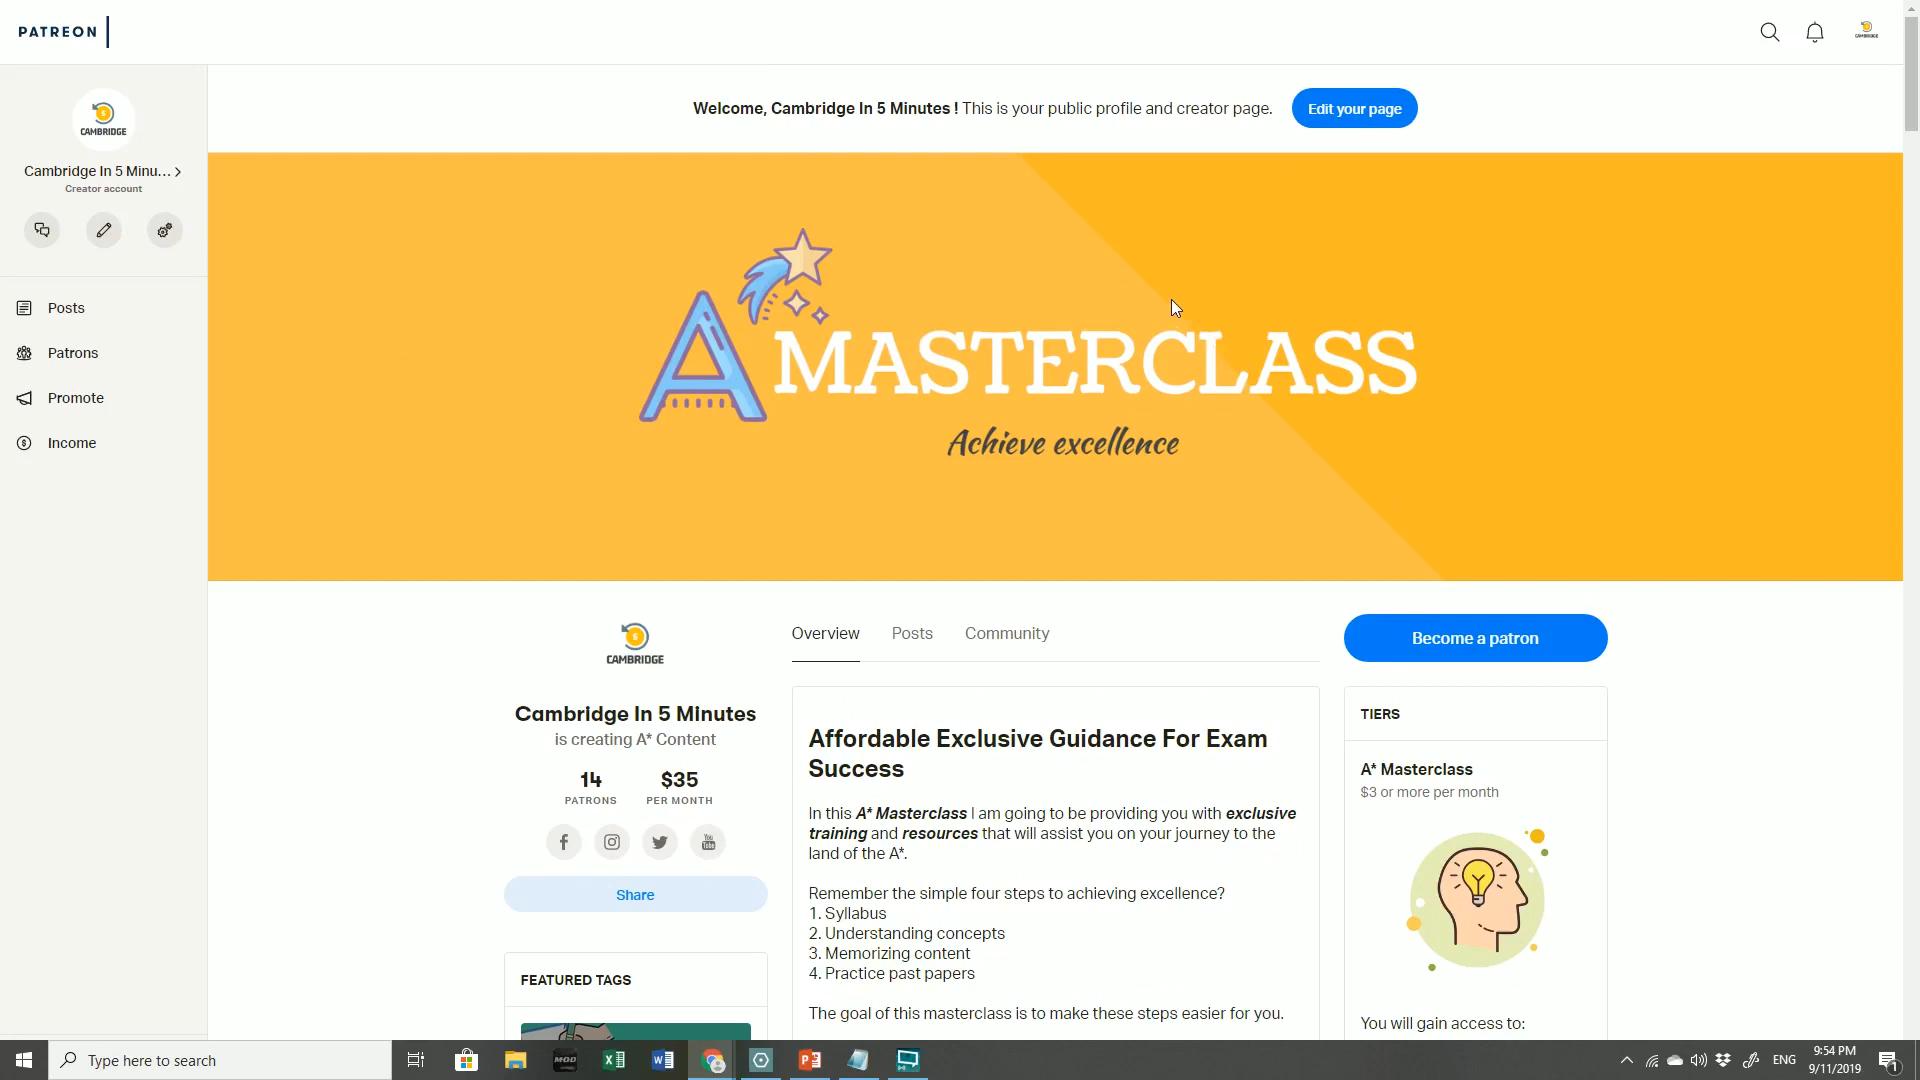 PATREON
CAMBRIDGE
Welcome, Cambridge In 5 Minutes ! This is your public profile and creator page.
Edit your page
CAMBRIDGE
Cambridge In 5 Minu...
Creator account
Posts
Patrons
Promote
Income
A MASTERCLASS
Achieve excellence
CAMBRIDGE
Cambridge In 5 Minutes
is creating A* Content
14
PATRONS
$35
PER MONTH
You Tube
Share
FEATURED TAGS
Overview
Posts
Community
Affordable Exclusive Guidance For Exam
Success
In this A* Masterclass I am going to be providing you with exclusive
training and resources that will assist you on your journey to the
land of the A*.
Remember the simple four steps to achieving excellence?
1. Syllabus
2. Understanding concepts
3. Memorizing content
4. Practice past papers
The goal of this masterclass is to make these steps easier for you.
Become a patron
TIERS
A* Masterclass
$3 or more per month
You will gain access to:
Type here to search
MOD
ENG
9:54 PM
9/11/2019
1